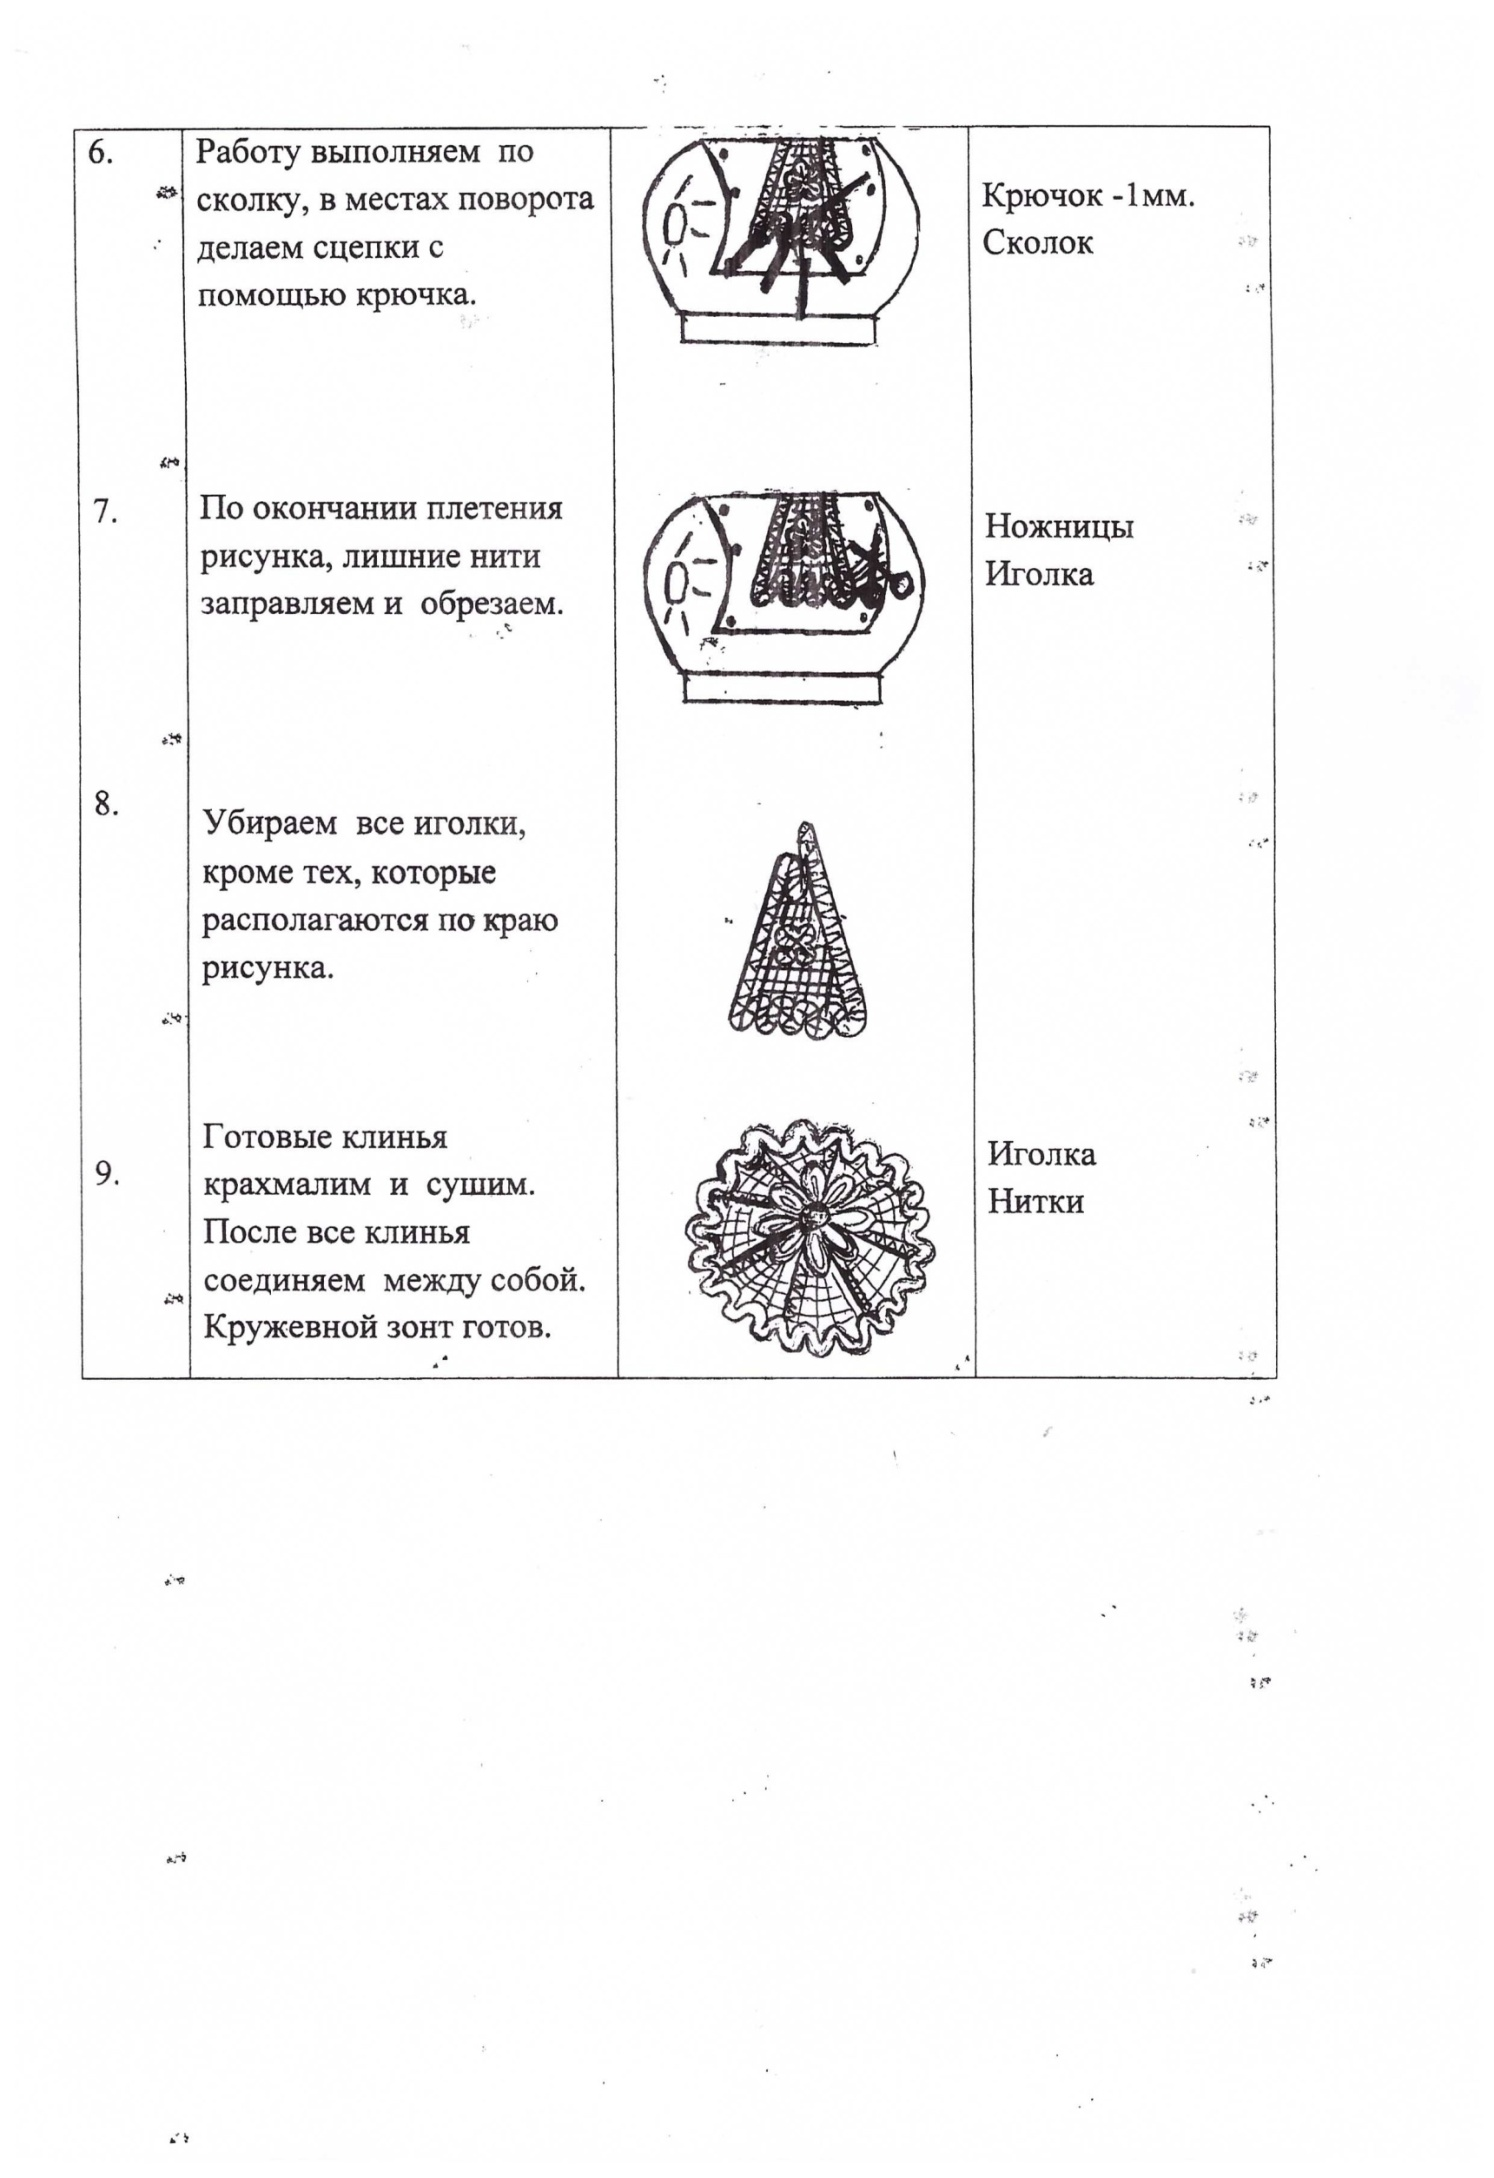 6.
Работу выполняем по
сколку, в местах поворота
делаем сцепки с
помощью крючка.
Крючок -1мм.
Сколок
7.
По окончании плетения
рисунка, лишние нити
заправляем и обрезаем.
Ножницы
Иголка
8.
Убираем все иголки,
кроме тех, которые
располагаются по краю
рисунка.
9.
Готовые клинья
крахмалим и сушим.
После все клинья
соединяем между собой.
Кружевной зонт готов.
Иголка
Нитки